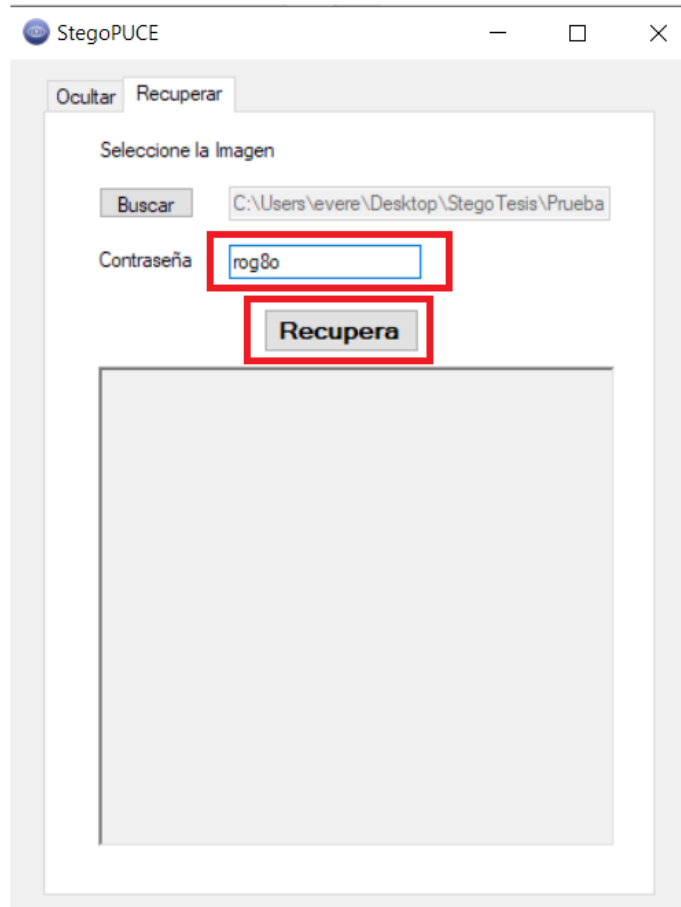 StegoPUCE
Ocultar Recuperar
Seleccione la Imagen
Buscar C:\Users\evere\Desktop\StegoTesis\Prueba
Contraseña rog8o
Recupera